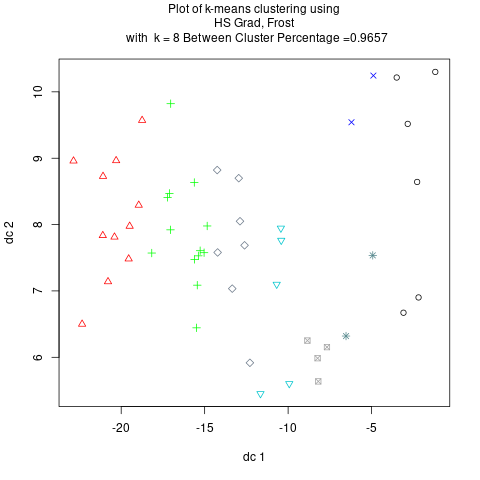 Plot of k-means clustering using
HS Grad, Frost
with k = 8 Between Cluster Percentage =0.9657
10
9
8
7
6
dc 2
-20
-15
-10
-5
dc 1